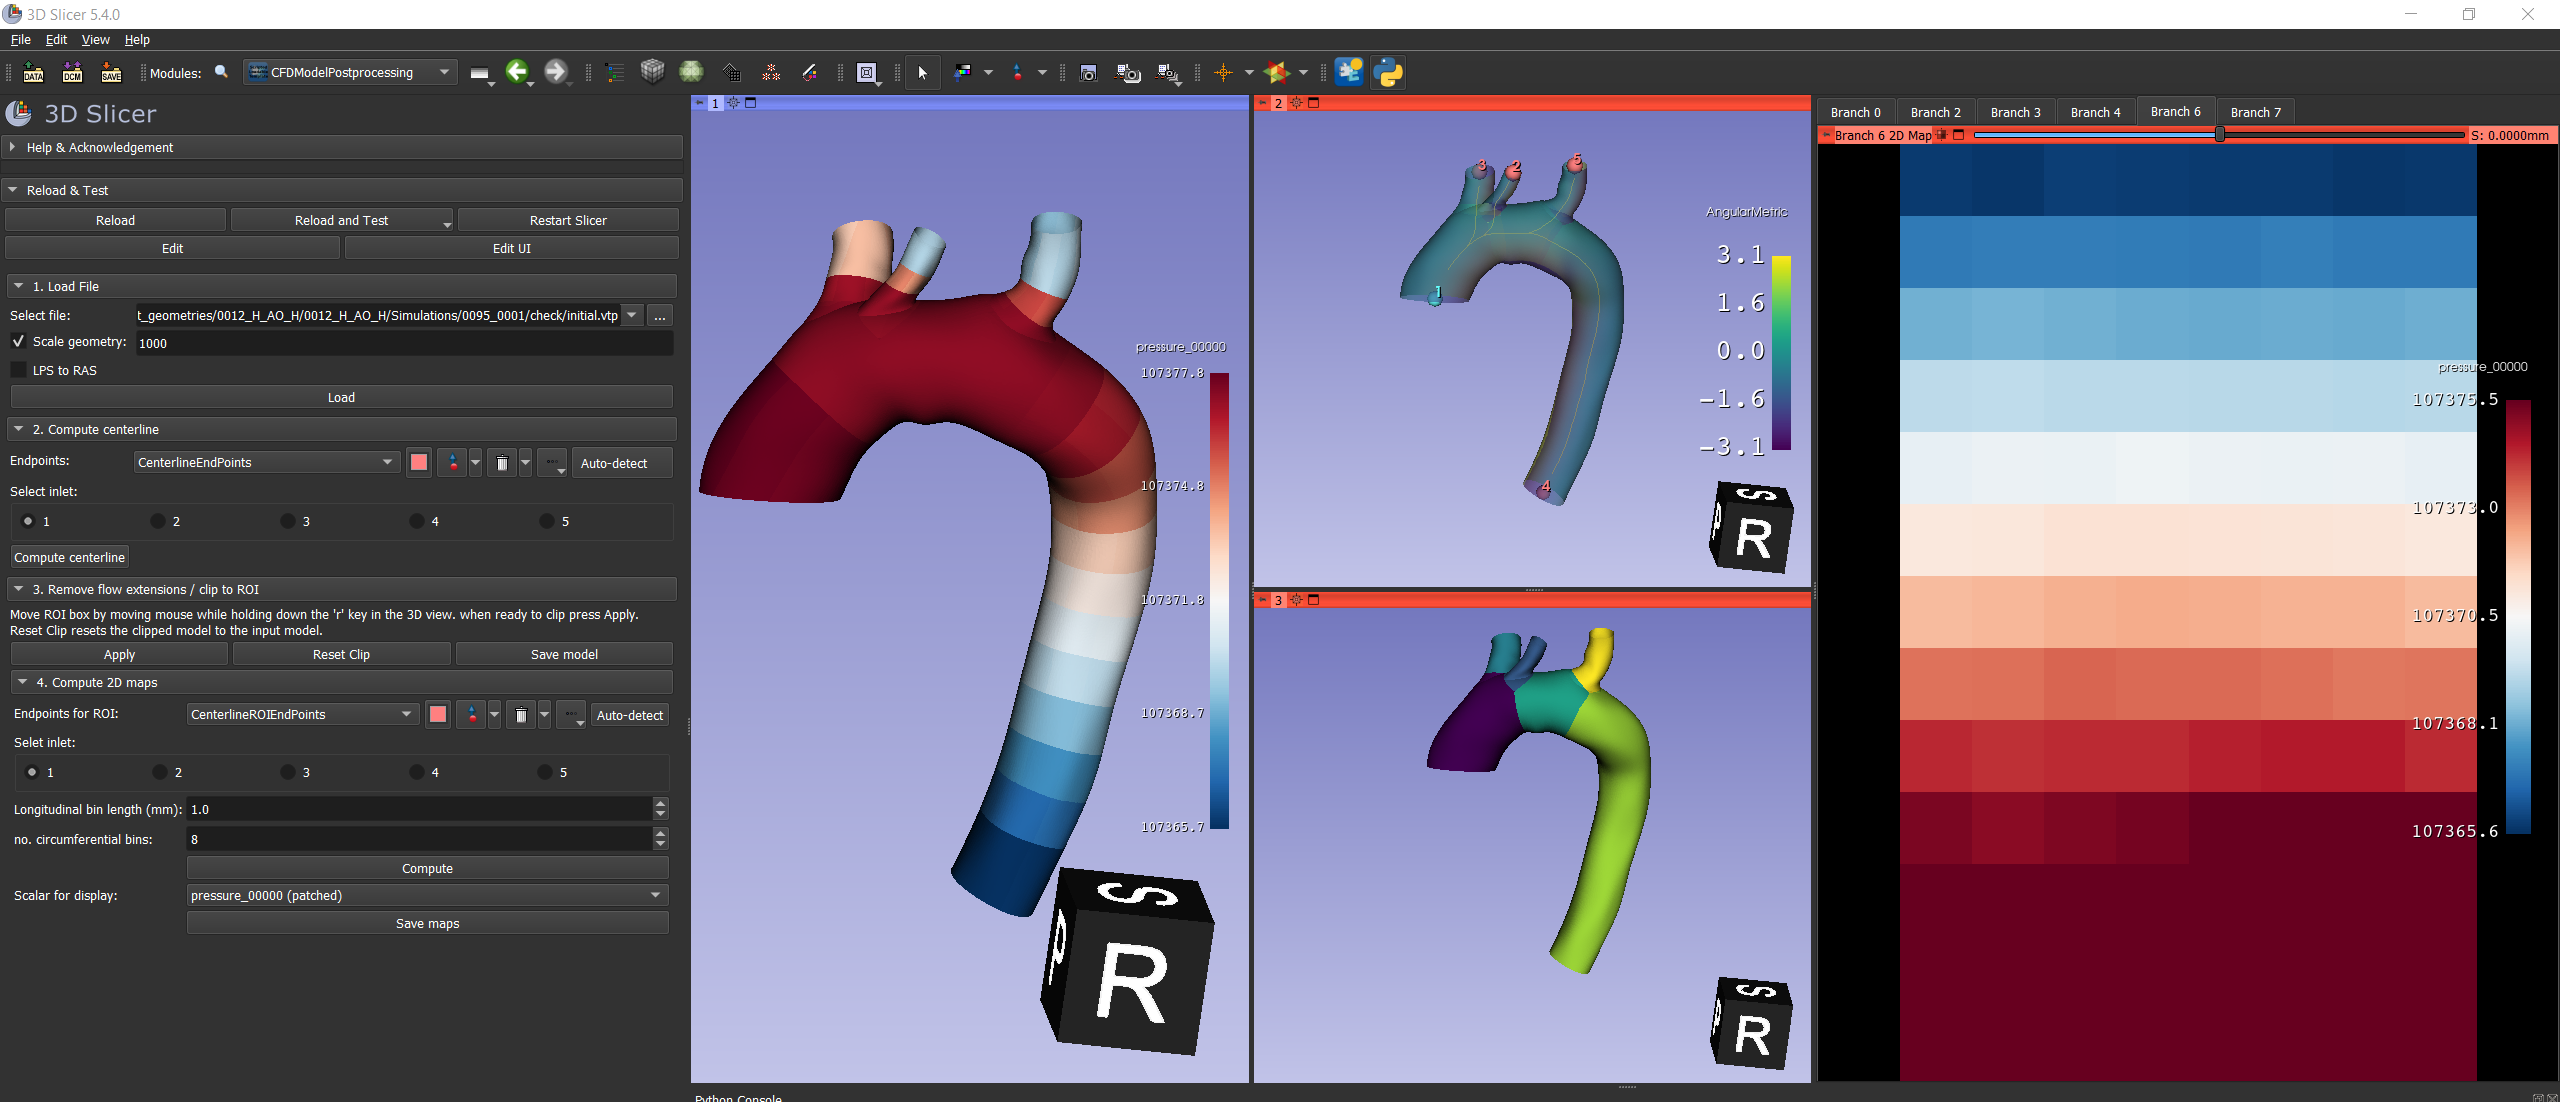 3D Slicer 5.4.0
File Edit View Help
DATA DCM SAVE Modules: CFDModelPostprocessing
3D Slicer
Help & Acknowledgement
Reload & Test
Reload Reload and Test Restart Slicer
Edit Edit UI
1. Load File
Select file: t_geometries/0012_H_AO_H/0012_H_AO_H/Simulations/0095_0001/check/initial.vtp ...
Scale geometry: 1000
LPS to RAS
Load
2. Compute centerline
Endpoints: CenterlineEndPoints Auto-detect
Select inlet:
1 2 3 4 5
Compute centerline
3. Remove flow extensions / clip to ROI
Move ROI box by moving mouse while holding down the 'r' key in the 3D view. when ready to clip press Apply.
Reset Clip resets the clipped model to the input model.
Apply Reset Clip Save model
4. Compute 2D maps
Endpoints for ROI: CenterlineROIEndPoints Auto-detect
Selet inlet:
1 2 3 4 5
Longitudinal bin length (mm): 1.0
no. circumferential bins: 8
Compute
Scalar for display: pressure_00000 (patched)
Save maps
1
pressure_00000
107377.8
107374.8
107371.8
107368.7
107365.7
S
P R
2
3 2 5
1
4
AngularMetric
3.1
1.6
0.0
-1.6
-3.1
S
R
3
S
R
Branch 0 Branch 2 Branch 3 Branch 4 Branch 6 Branch 7
Branch 6 2D Map S: 0.0000mm
pressure_00000
107375.5
107373.0
107370.5
107368.1
107365.6
Python Console